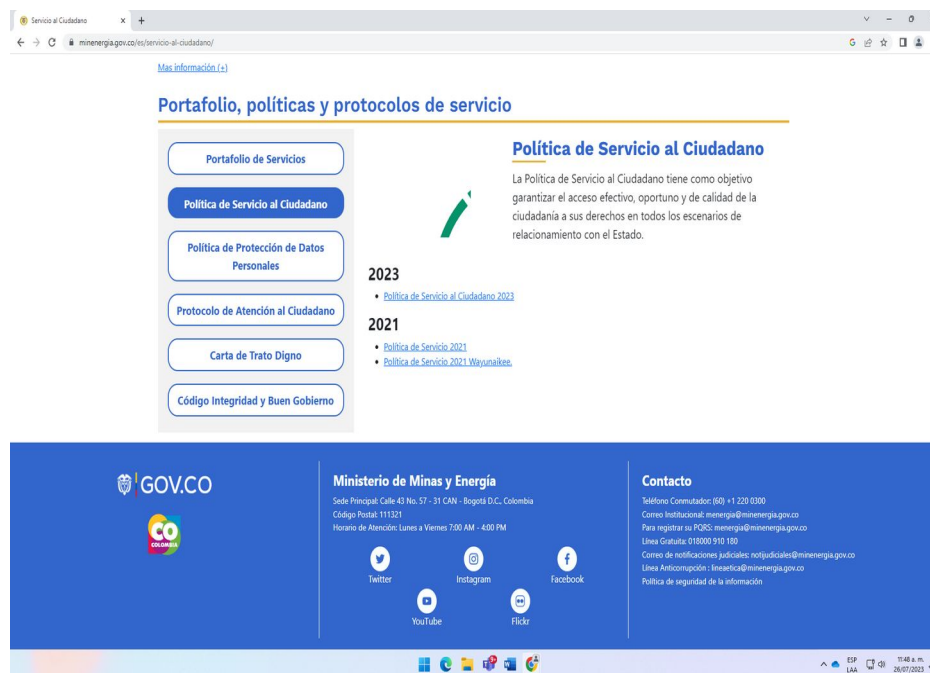 Servicio al Ciudadano
minenergia.gov.co/es/servicio-al-ciudadano/
Mas información (+)
Portafolio, políticas y protocolos de servicio
Portafolio de Servicios
Política de Servicio al Ciudadano
Política de Protección de Datos
Personales
Protocolo de Atención al Ciudadano
Carta de Trato Digno
Código Integridad y Buen Gobierno
Política de Servicio al Ciudadano
La Política de Servicio al Ciudadano tiene como objetivo
garantizar el acceso efectivo, oportuno y de calidad de la
ciudadanía a sus derechos en todos los escenarios de
relacionamiento con el Estado.
2023
Política de Servicio al Ciudadano 2023
2021
Política de Servicio 2021
Política de Servicio 2021 Wayunaikee.
GOV.CO
CO
COLOMBIA
Ministerio de Minas y Energía
Sede Principal: Calle 43 No. 57 - 31 CAN - Bogotá D.C., Colombia
Código Postal: 111321
Horario de Atención: Lunes a Viernes 7:00 AM - 4:00 PM
Twitter
Instagram
Facebook
YouTube
Flickr
Contacto
Teléfono Conmutador: (60) +1 220 0300
Correo Institucional: menergia@minenergia.gov.co
Para registrar su PQRS: menergia@minenergia.gov.co
Línea Gratuita: 018000 910 180
Correo de notificaciones judiciales: notijudiciales@minenergia.gov.co
Linea Anticorrupción : lineaetica@minenergia.gov.co
Política de seguridad de la información
ESP
LAA
11:48 a. m.
26/07/2023